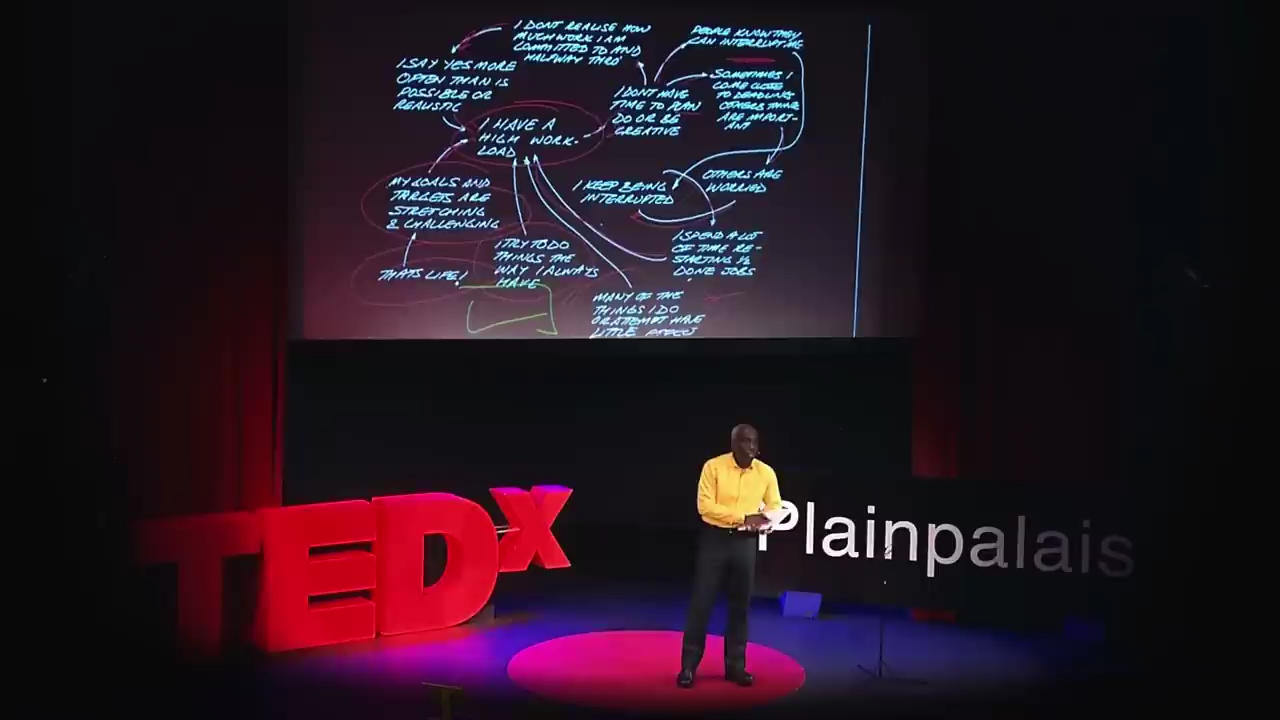 I DONT REALISE HOW
MUCH WORK I AM
COMMITTED TO AND
HALFWAY THRO'
PEOPLE KNOW THEY
CAN INTERRUPT ME
I SAY YES MORE
OFTEN THAN IS
POSSIBLE OR
REALISTIC
I DONT HAVE
TIME TO PLAN
DO OR BE
CREATIVE
SOMETIMES I
COME CLOSE
TO DEADLINE
OTHERS THINK
ARE IMPORT-
ANT
I HAVE A
HIGH WORK-
LOAD
MY GOALS AND
TARGETS ARE
STRETCHING
& CHALLENGING
I KEEP BEING
INTERRUPTED
OTHERS ARE
WORRIED
THATS LIFE!
I TRY TO DO
THINGS THE
WAY I ALWAYS
HAVE
I SPEND A LOT
OF TIME RE-
STARTING ½
DONE JOBS
MANY OF THE
THINGS I DO
OR ATTEMPT HAVE
LITTLE
TEDx
Plainpalais